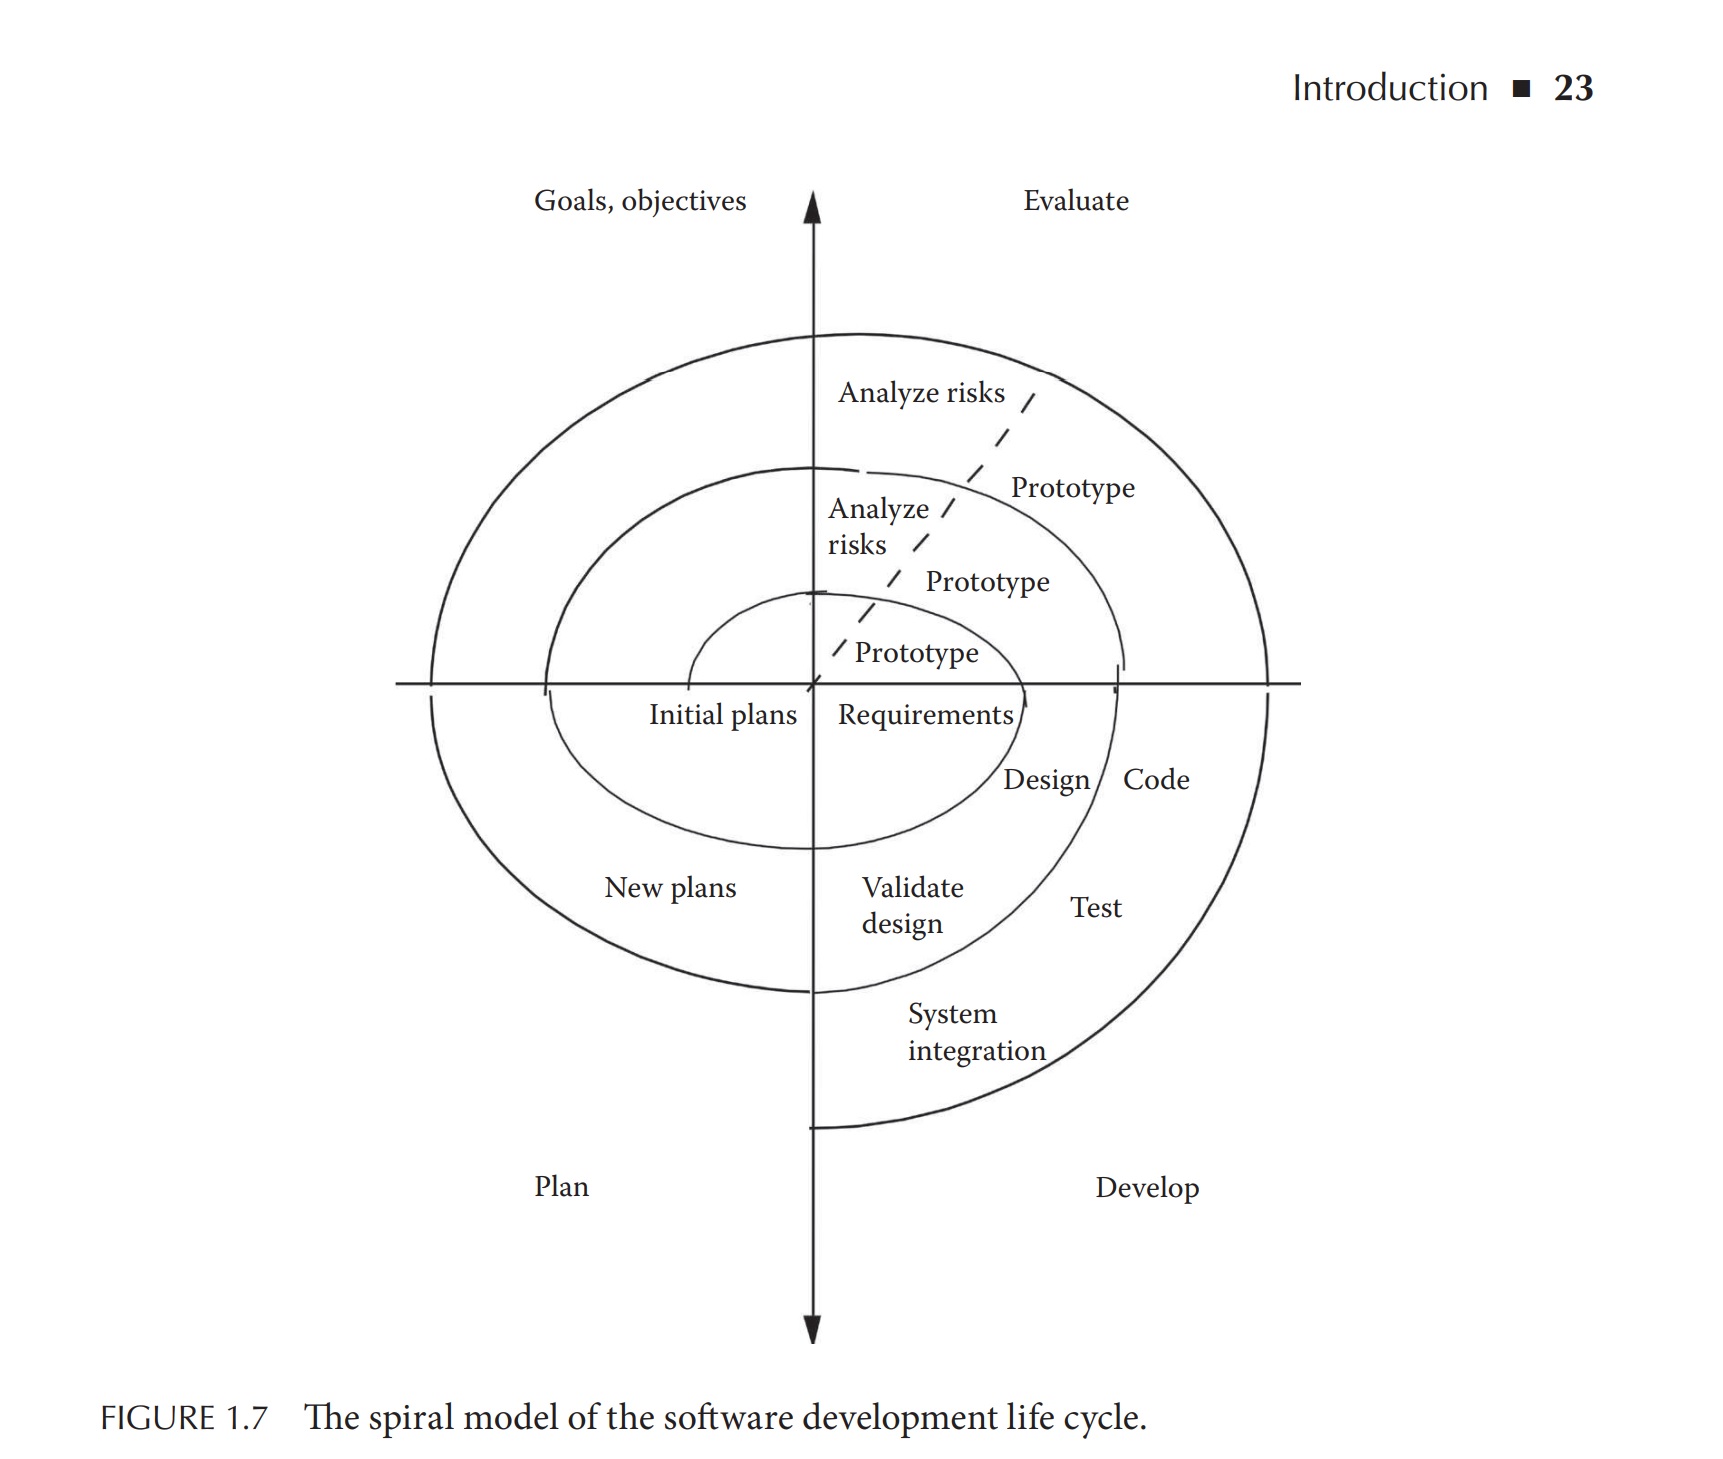 Introduction ■ 23
Goals, objectives
Evaluate
Analyze risks
Prototype
Analyze
risks
Prototype
Prototype
Initial plans
Requirements
Design
Code
New plans
Validate
design
Test
System
integration
Plan
Develop
FIGURE 1.7 The spiral model of the software development life cycle.